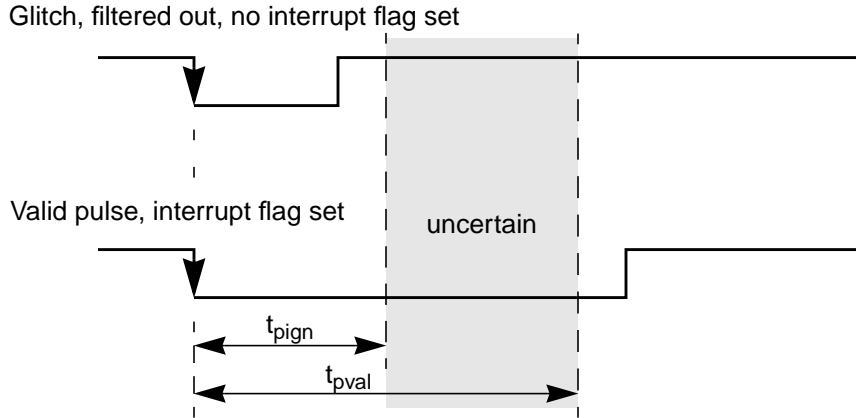 Glitch, filtered out, no interrupt flag set
Valid pulse, interrupt flag set
uncertain
tpign
tpval